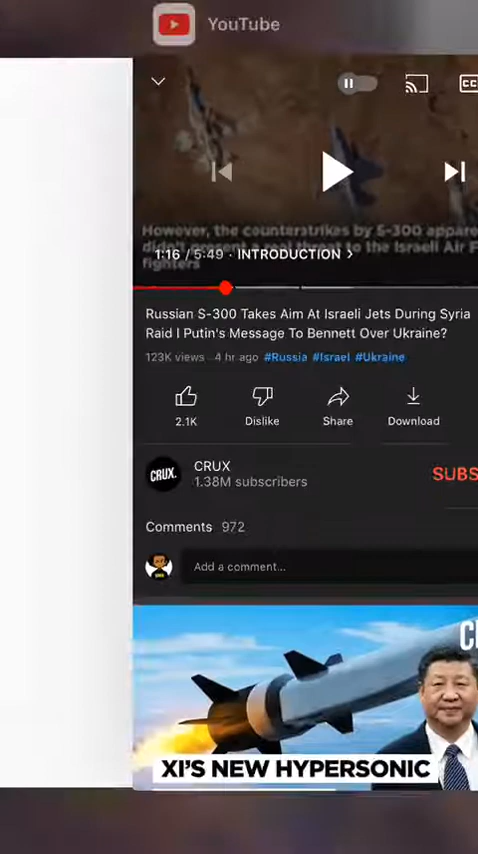 YouTube
CC
However, the counterstrikes by S-300
didn't present a real threat to the Israeli Air
fighters
1:16 / 5:49 · INTRODUCTION >
Russian S-300 Takes Aim At Israeli Jets During Syria
Raid I Putin's Message To Bennett Over Ukraine?
123K views · 4 hr ago #Russia #Israel #Ukraine
2.1K
Dislike
Share
Download
CRUX.
CRUX
1.38M subscribers
SUBS
Comments 972
Add a comment...
XI'S NEW HYPERSONIC